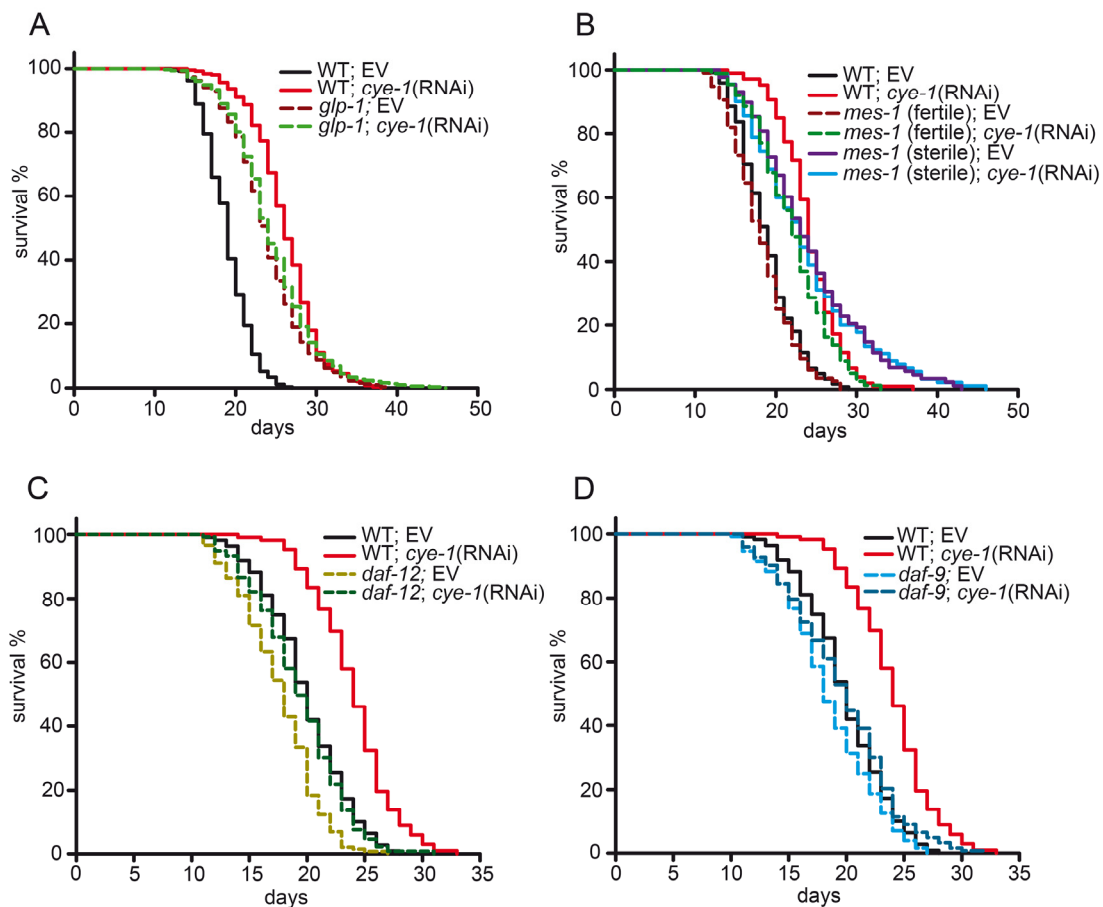 A
survival %
100
80
60
40
20
0
0 10 20 30 40 50
days
WT; EV
WT; cye-1(RNAi)
glp-1; EV
glp-1; cye-1(RNAi)
B
survival %
100
80
60
40
20
0
0 10 20 30 40 50
days
WT; EV
WT; cye-1(RNAi)
mes-1 (fertile); EV
mes-1 (fertile); cye-1(RNAi)
mes-1 (sterile); EV
mes-1 (sterile); cye-1(RNAi)
C
survival %
100
80
60
40
20
0
0 5 10 15 20 25 30 35
days
WT; EV
WT; cye-1(RNAi)
daf-12; EV
daf-12; cye-1(RNAi)
D
survival %
100
80
60
40
20
0
0 5 10 15 20 25 30 35
days
WT; EV
WT; cye-1(RNAi)
daf-9; EV
daf-9; cye-1(RNAi)